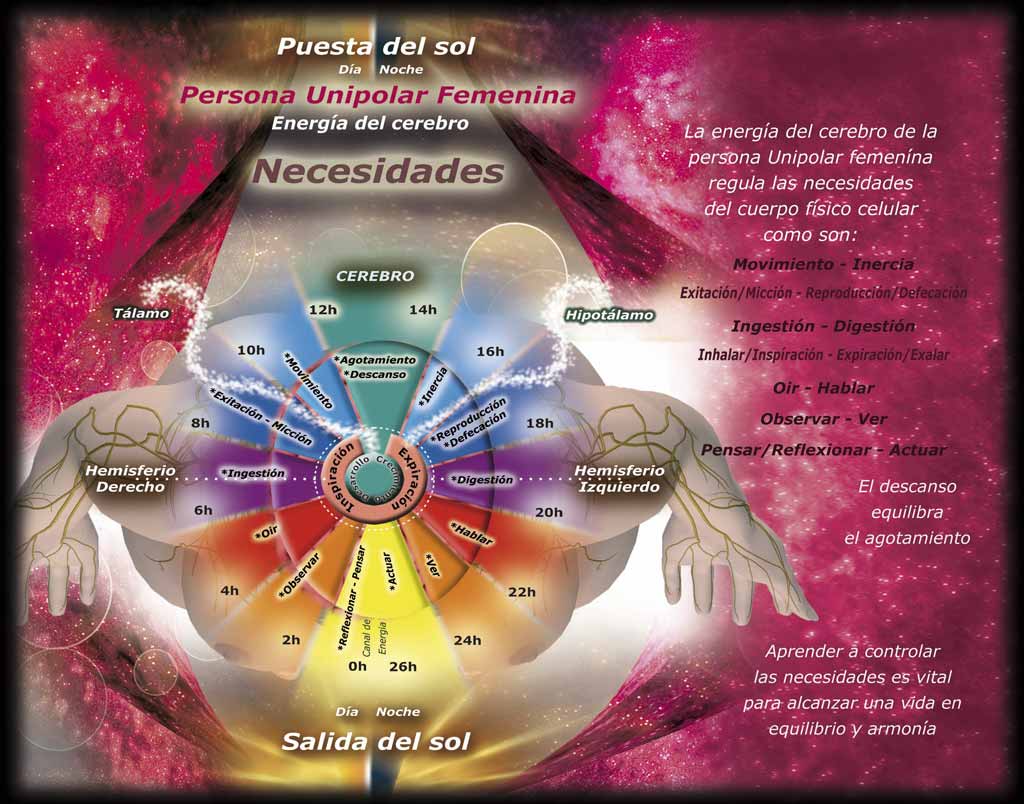 Puesta del sol
Día Noche
Persona Unipolar Femenina
Energía del cerebro
Necesidades
La energía del cerebro de la
persona Unipolar femenína
regula las necesidades
del cuerpo físico celular
como son:
Movimiento - Inercia
Exitación/Micción - Reproducción/Defecación
Ingestión - Digestión
Inhalar/Inspiración - Expiración/Exalar
Oir - Hablar
Observar - Ver
Pensar/Reflexionar - Actuar
El descanso
equilibra
el agotamiento
Aprender a controlar
las necesidades es vital
para alcanzar una vida en
equilibrio y armonía
CEREBRO
Tálamo
Hipotálamo
12h
14h
10h
16h
8h
18h
6h
20h
4h
22h
2h
24h
0h
26h
*Agotamiento
*Descanso
*Movimiento
*Inercia
*Exitación - Micción
*Reproducción
*Defecación
Hemisferio
Derecho
*Ingestión
*Digestión
Hemisferio
Izquierdo
Inspiración
Expiración
Desarrollo
Crecimiento
*Oir
*Hablar
*Observar
*Ver
*Reflexionar - Pensar
*Actuar
Canal de
Energía
Día Noche
Salida del sol